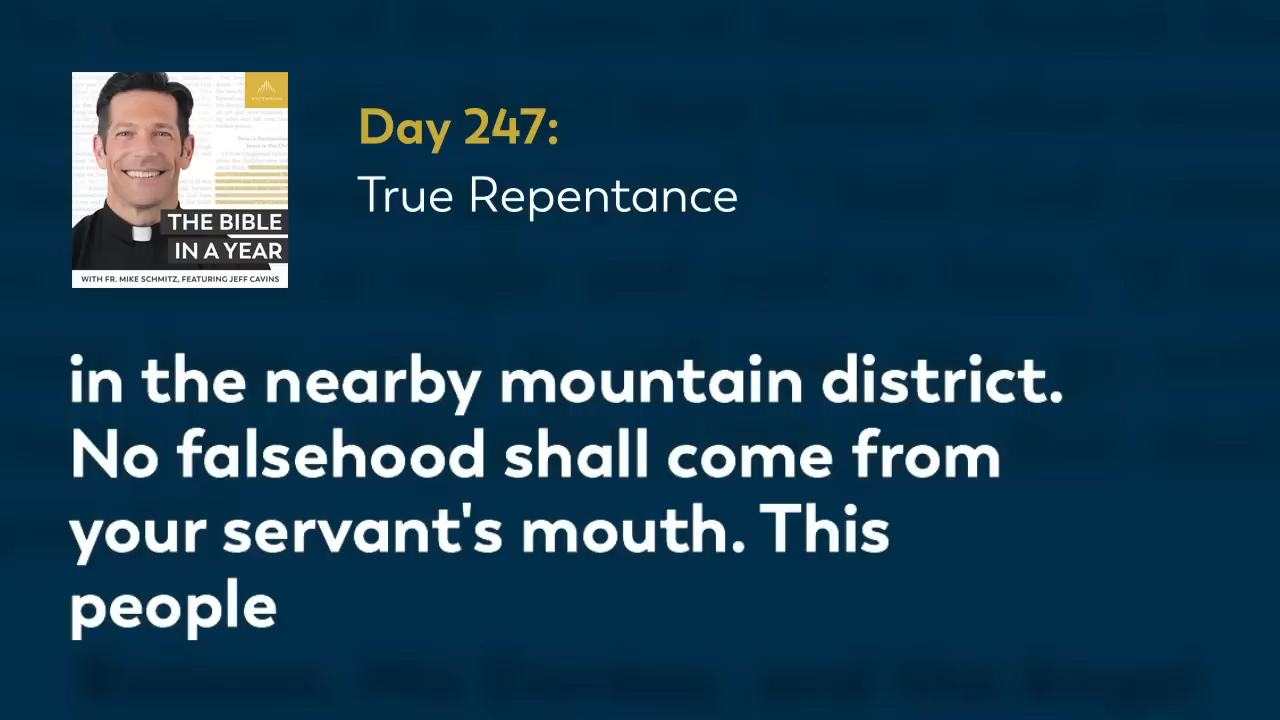 THE BIBLE
IN A YEAR
WITH FR. MIKE SCHMITZ, FEATURING JEFF CAVINS
Day 247:
True Repentance
in the nearby mountain district.
No falsehood shall come from
your servant's mouth. This
people